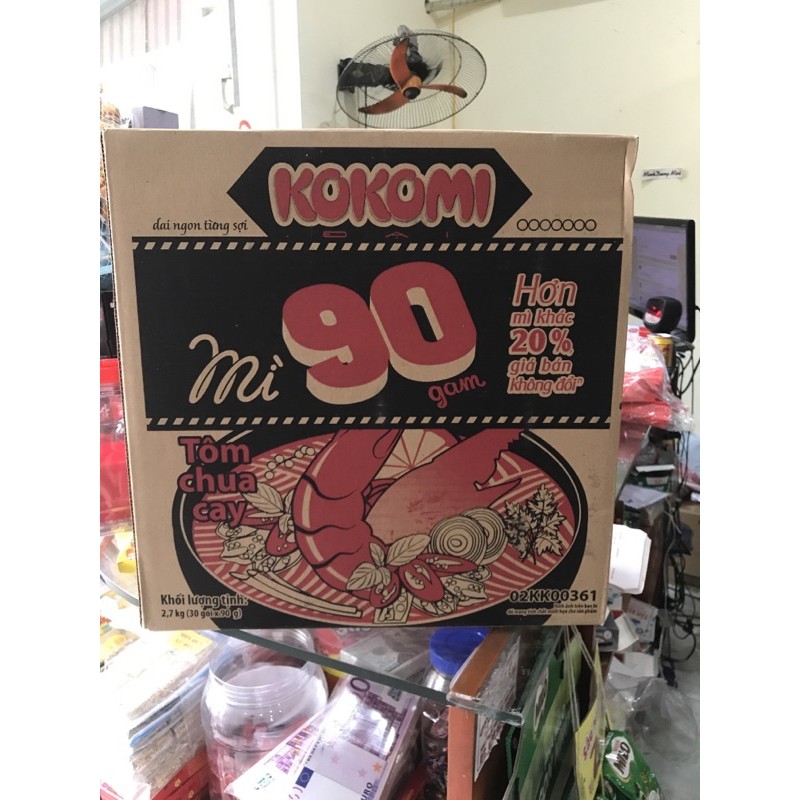 KOKOMI
dai ngon từng sợi
Mì 90 gam
Hơn
mì khác
20%,
giá bán
không đổi
Tôm
chua
cay
Khối lượng tịnh:
2,7 kg (30 gói x 90 g)
02KK00361
EURO